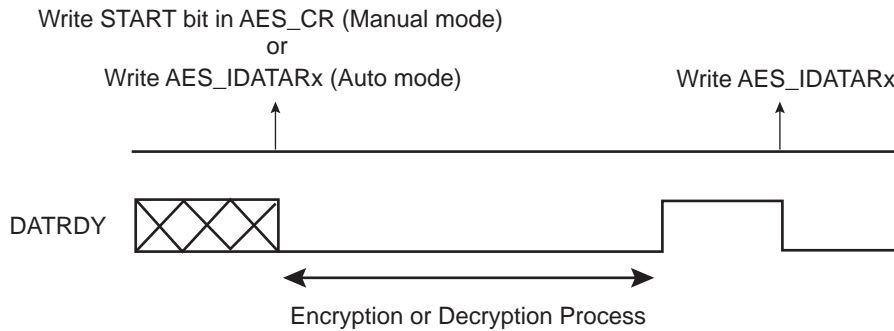 Write START bit in AES_CR (Manual mode)
or
Write AES_IDATARx (Auto mode)
Write AES_IDATARx
DATRDY
Encryption or Decryption Process